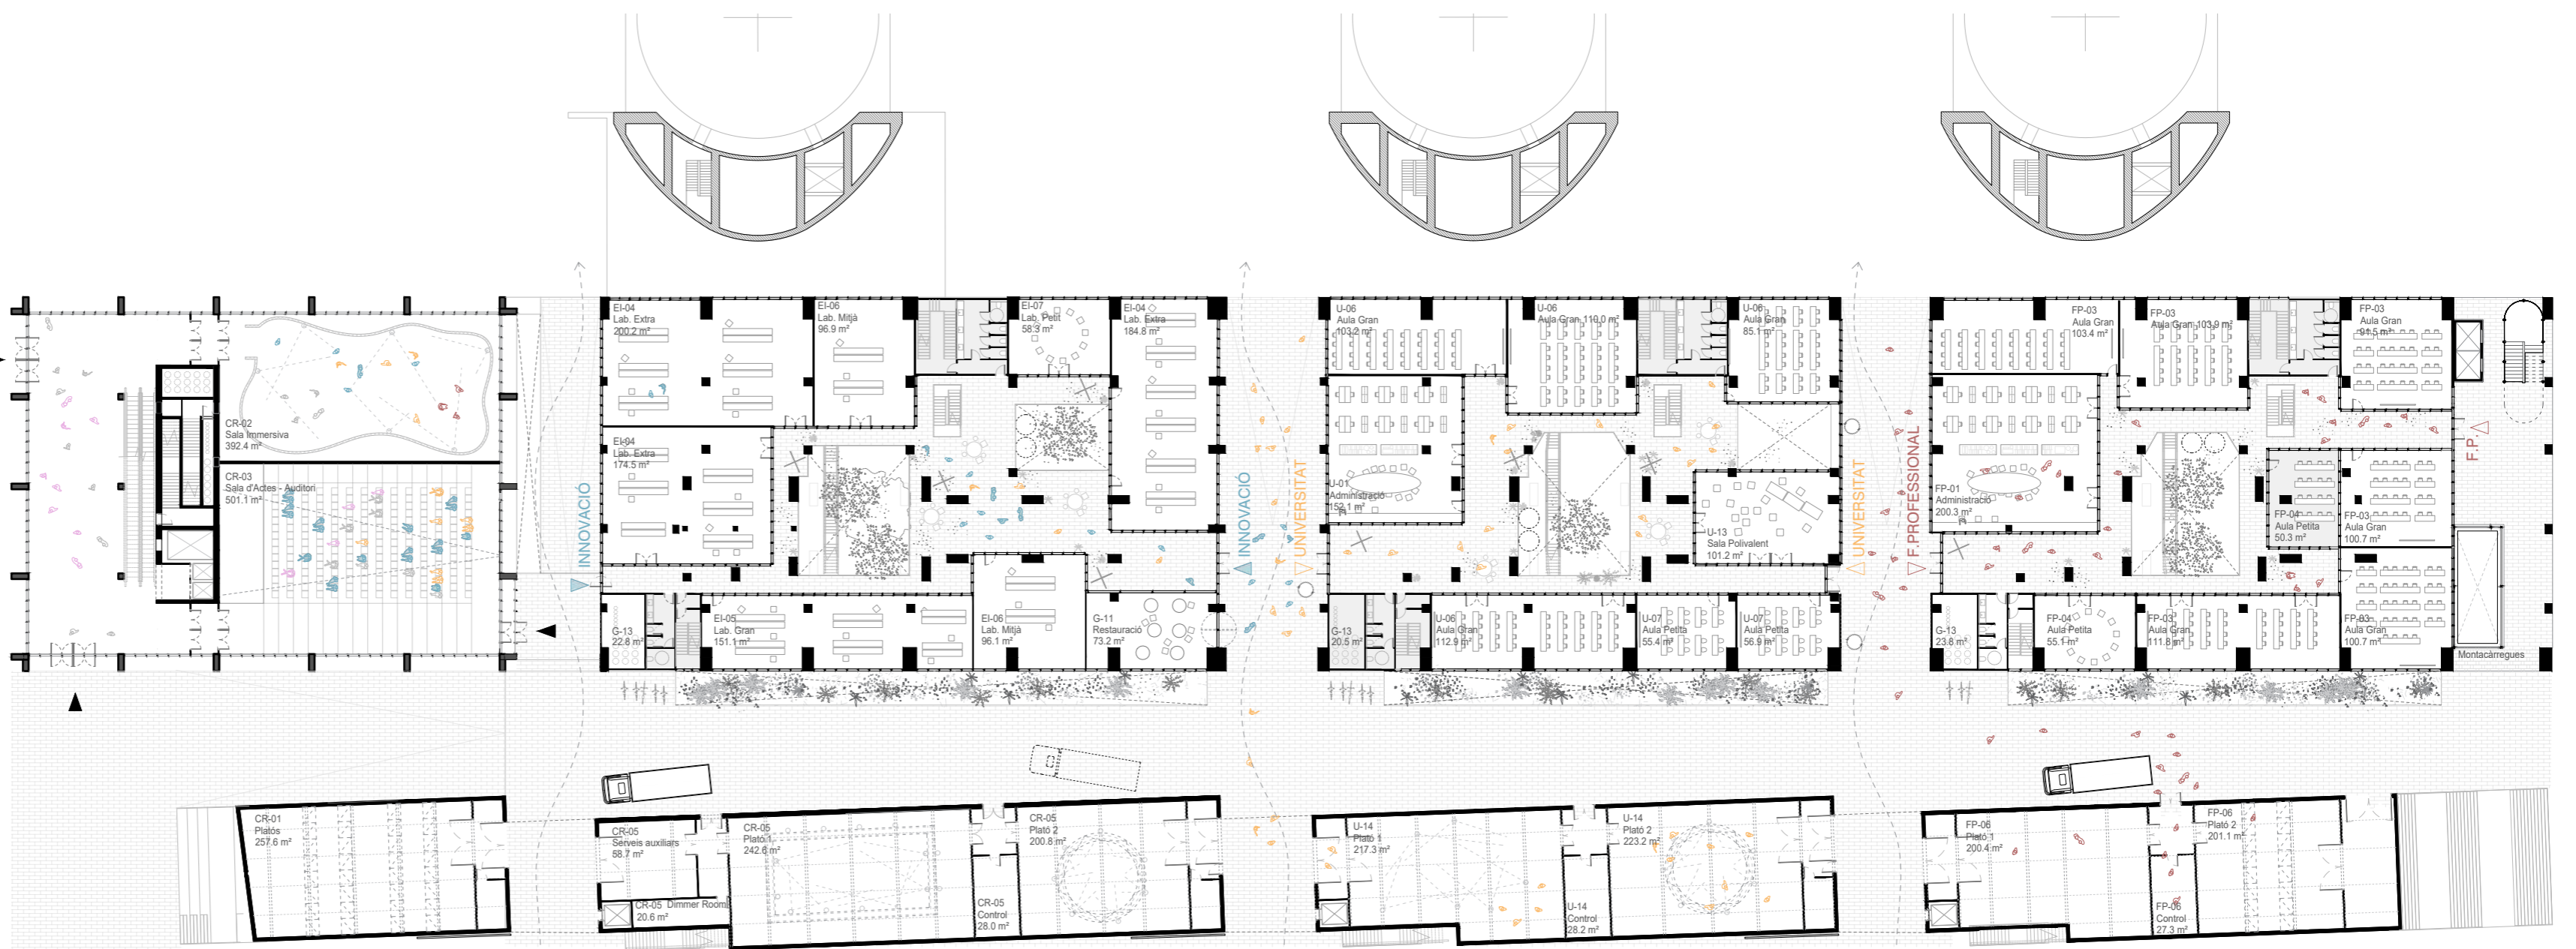 CR-02
Sala Immersiva
392.4 m²
CR-03
Sala d'Actes - Auditori
501.1 m²
INNOVACIÓ
EI-04
Lab. Extra
200.2 m²
EI-06
Lab. Mitjà
96.9 m²
EI-07
Lab. Petit
58.3 m²
EI-04
Lab. Extra
184.8 m²
EI-04
Lab. Extra
174.5 m²
G-13
22.8 m²
EI-05
Lab. Gran
151.1 m²
EI-06
Lab. Mitjà
96.1 m²
G-11
Restauració
73.2 m²
INNOVACIÓ
UNIVERSITAT
U-06
Aula Gran
103.2 m²
U-06
Aula Gran 110.0 m²
U-06
Aula Gran
85.1 m²
U-01
Administració
152.1 m²
U-13
Sala Polivalent
101.2 m²
G-13
20.5 m²
U-06
Aula Gran
112.9 m²
U-07
Aula Petita
55.4 m²
U-07
Aula Petita
56.9 m²
UNIVERSITAT
F.PROFESSIONAL
FP-03
Aula Gran
103.4 m²
FP-03
Aula Gran 103.9 m²
FP-03
Aula Gran
91.5 m²
FP-01
Administració
200.3 m²
FP-04
Aula Petita
50.3 m²
FP-03
Aula Gran
100.7 m²
G-13
23.8 m²
FP-04
Aula Petita
55.1 m²
FP-03
Aula Gran
111.8 m²
FP-03
Aula Gran
100.7 m²
F.P.
Montacàrregues
CR-01
Platós
257.6 m²
CR-05
Serveis auxiliars
58.7 m²
CR-05 Dimmer Room
20.6 m²
CR-05
Plató 1
242.6 m²
CR-05
Control
28.0 m²
CR-05
Plató 2
200.8 m²
U-14
Plató 1
217.3 m²
U-14
Control
28.2 m²
U-14
Plató 2
223.2 m²
FP-06
Plató 1
200.4 m²
FP-06
Control
27.3 m²
FP-06
Plató 2
201.1 m²